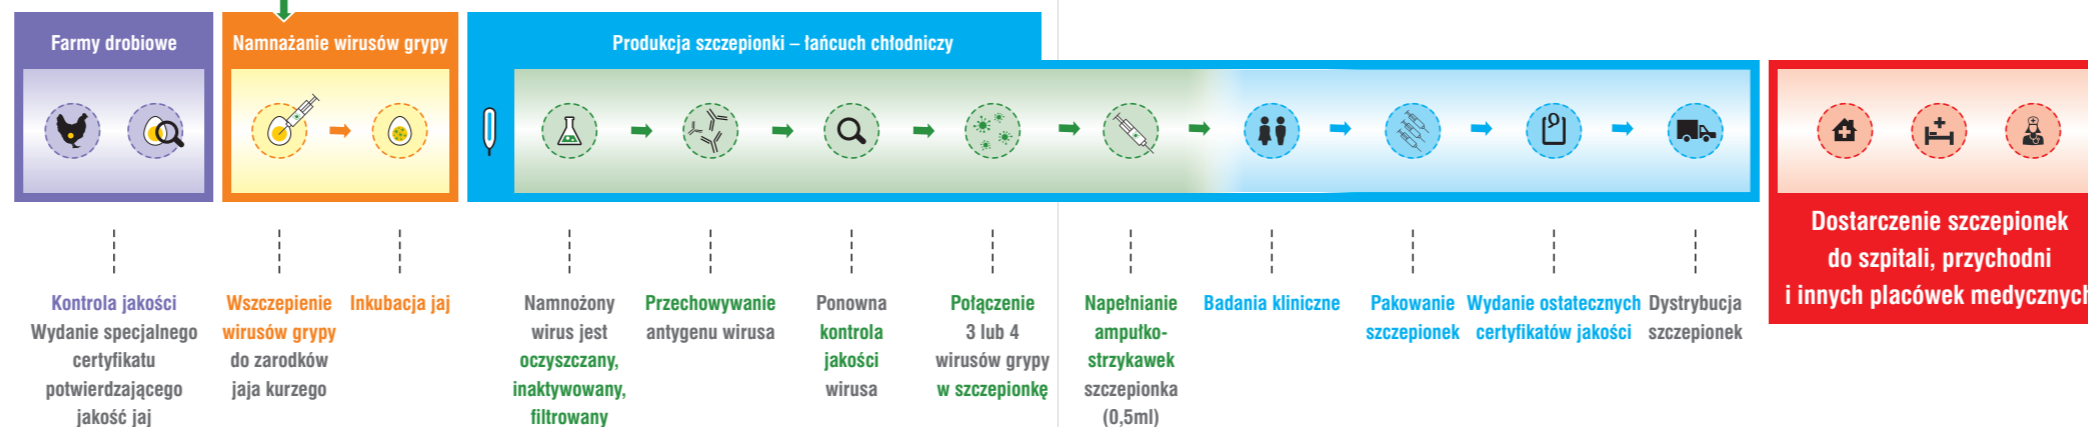 Farmy drobiowe
Namnażanie wirusów grypy
Produkcja szczepionki – łańcuch chłodniczy
Dostarczenie szczepionek
do szpitali, przychodni
i innych placówek medycznych
Kontrola jakości
Wydanie specjalnego
certyfikatu
potwierdzającego
jakość jaj
Wszczepienie
wirusów grypy
do zarodków
jaja kurzego
Inkubacja jaj
Namnożony
wirus jest
oczyszczany,
inaktywowany,
filtrowany
Przechowywanie
antygenu wirusa
Ponowna
kontrola
jakości
wirusa
Połączenie
3 lub 4
wirusów grypy
w szczepionkę
Napełnianie
ampułko-
strzykawek
szczepionka
(0,5ml)
Badania kliniczne
Pakowanie
szczepionek
Wydanie ostatecznych
certyfikatów jakości
Dystrybucja
szczepionek